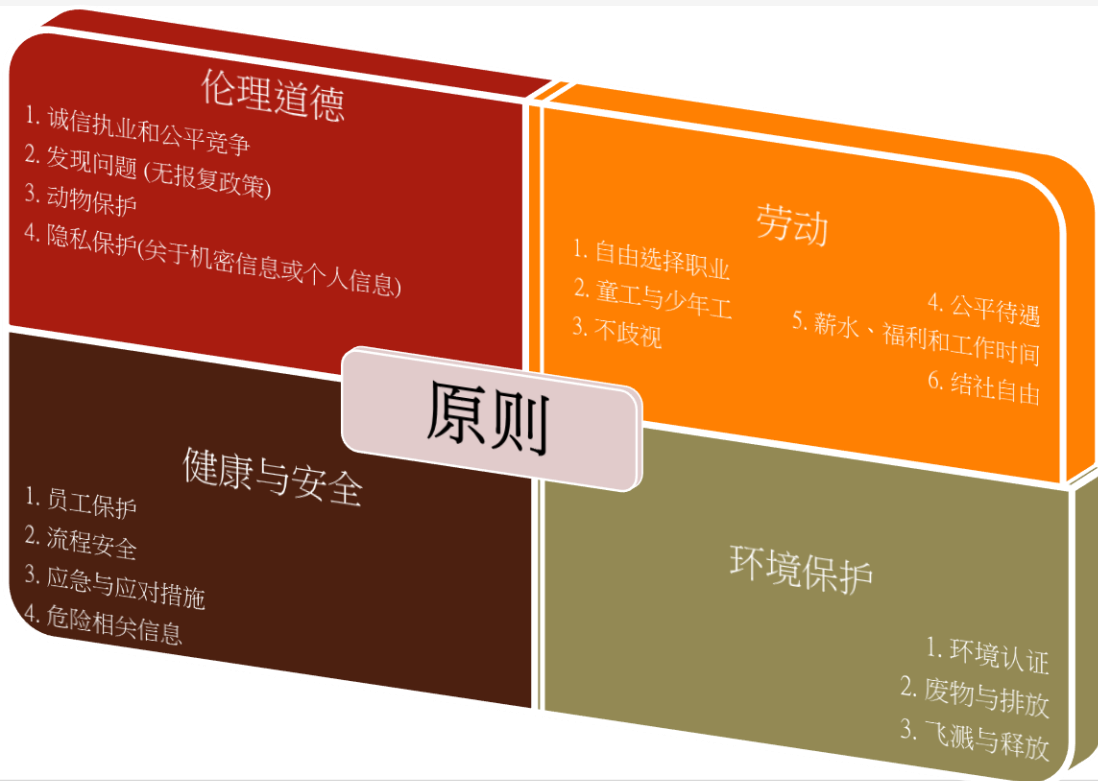 伦理道德
1. 诚信执业和公平竞争
2. 发现问题 (无报复政策)
3. 动物保护
4. 隐私保护(关于机密信息或个人信息)
劳动
1. 自由选择职业
2. 童工与少年工
3. 不歧视
4. 公平待遇
5. 薪水、福利和工作时间
6. 结社自由
原则
健康与安全
1. 员工保护
2. 流程安全
3. 应急与应对措施
4. 危险相关信息
环境保护
1. 环境认证
2. 废物与排放
3. 飞溅与释放